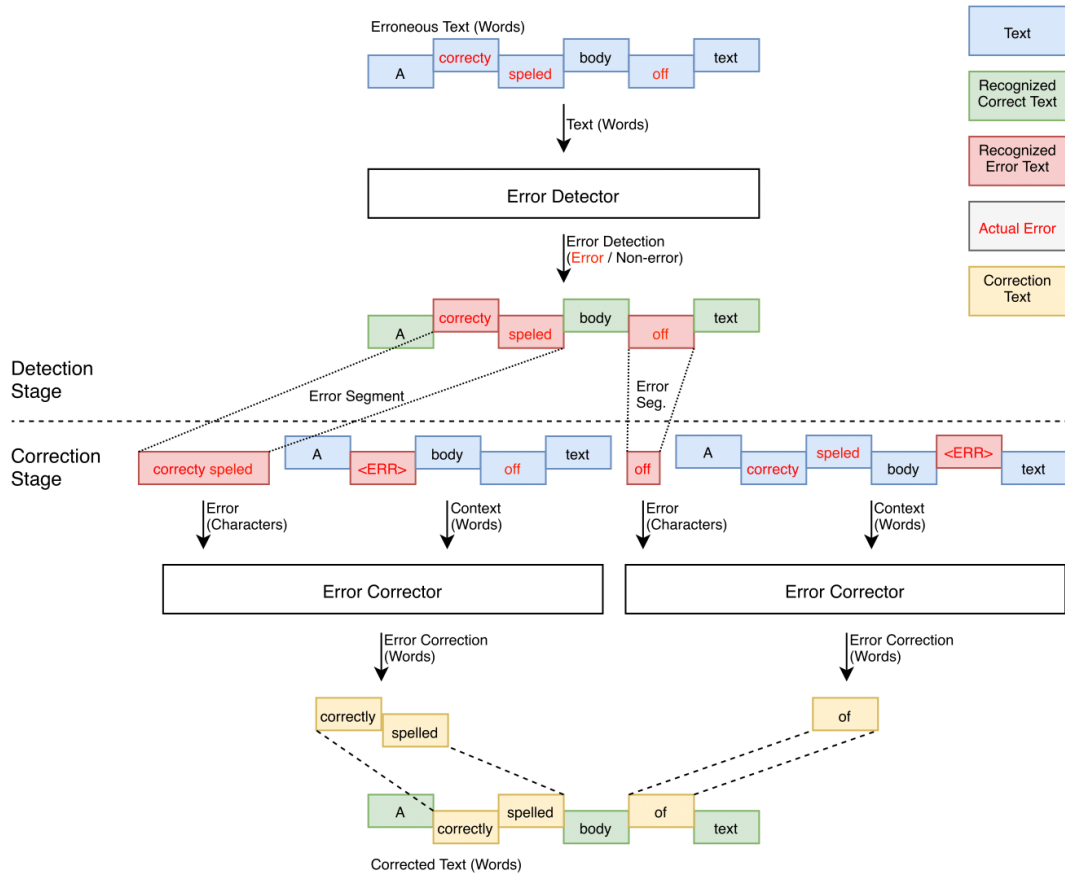 Erroneous Text (Words)
A correcty speled body off text
Text (Words)
Error Detector
Error Detection
(Error / Non-error)
A correcty speled body off text
Text
Recognized
Correct Text
Recognized
Error Text
Actual Error
Correction
Text
Detection
Stage
Error Segment
Error
Seg.
Correction
Stage
correcty speled
A <ERR> body off text
off
A correcty speled body <ERR> text
Error
(Characters)
Context
(Words)
Error
(Characters)
Context
(Words)
Error Corrector
Error Corrector
Error Correction
(Words)
Error Correction
(Words)
correctly spelled
of
A correctly spelled body of text
Corrected Text (Words)